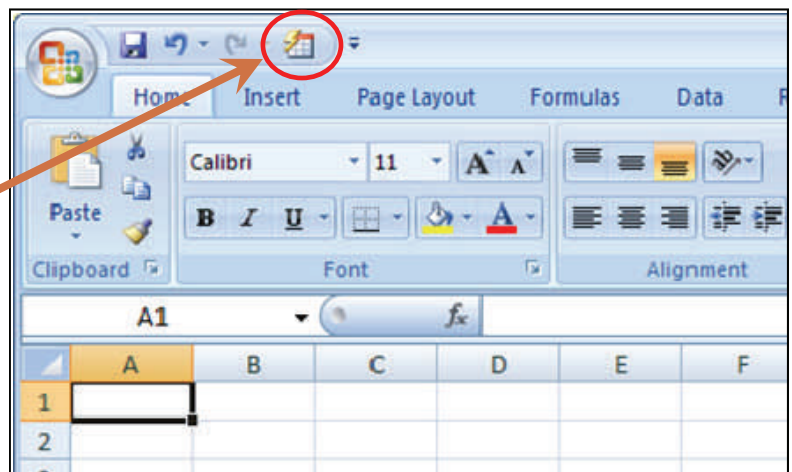 Home Insert Page Layout Formulas Data
Calibri 11 A A
Paste B I U A
Clipboard Font Alignment
A1 fx
A B C D E F
1
2